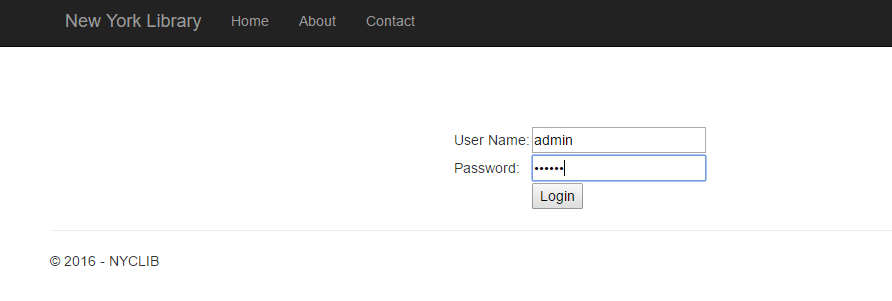 New York Library Home About Contact
User Name: admin
Password: ••••••
Login
© 2016 - NYCLIB